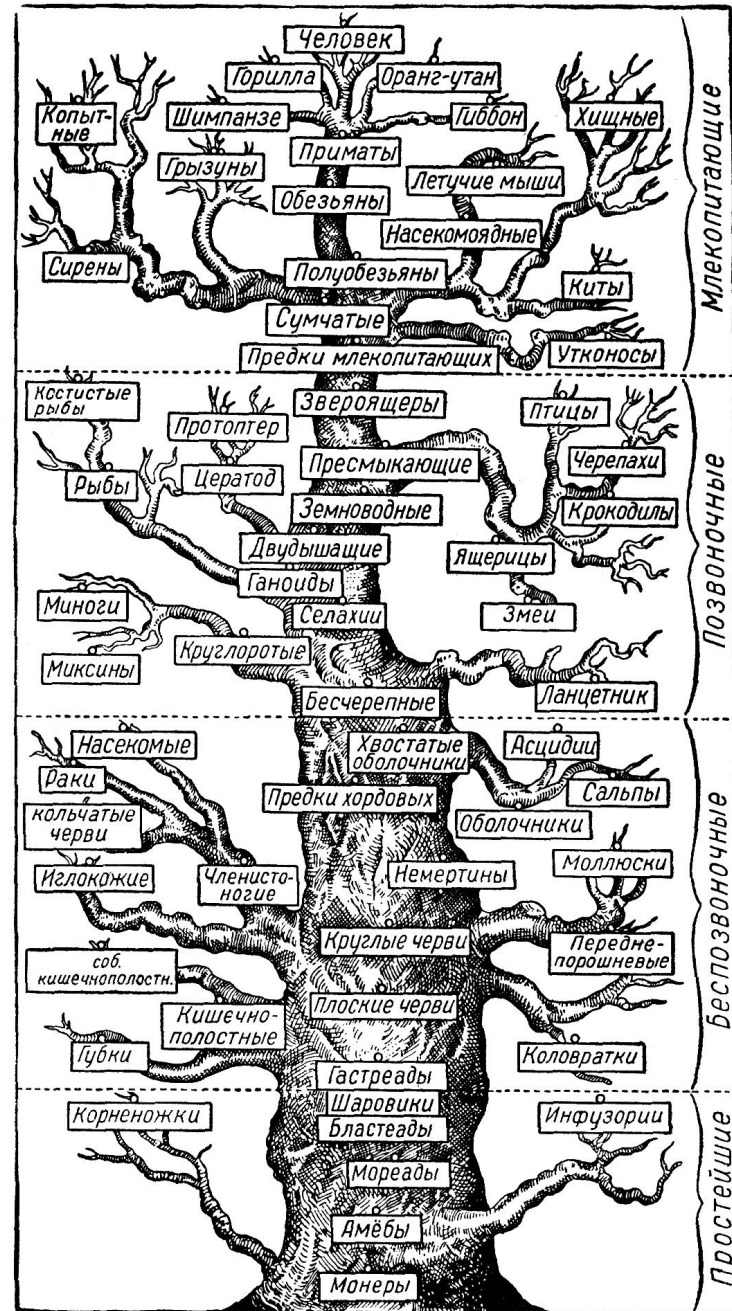 Человек
Горилла
Оранг-утан
Копыт-
ные
Шимпанзе
Гиббон
Хищные
Приматы
Грызуны
Летучие мыши
Обезьяны
Насекомоядные
Сирены
Полуобезьяны
Киты
Сумчатые
Предки млекопитающих
Утконосы
Млекопитающие
Костистые
рыбы
Звероящеры
Птицы
Протоптер
Рыбы
Цератод
Пресмыкающие
Черепахи
Земноводные
Крокодилы
Двудышащие
Ящерицы
Ганоиды
Миноги
Селахии
Змеи
Круглоротые
Миксины
Бесчерепные
Ланцетник
Позвоночные
Насекомые
Хвостатые
оболочники
Асцидии
Раки
Сальпы
и
кольчатые
черви
Предки хордовых
Оболочники
Иглокожие
Членисто-
ногие
Немертины
Моллюски
Круглые черви
Передне-
порошневые
соб.
кишечнополостн.
Плоские черви
Кишечно-
полостные
Губки
Коловратки
Гастреады
Беспозвоночные
Корненожки
Шаровики
Бластеады
Инфузории
Мореады
Амёбы
Монеры
Простейшие